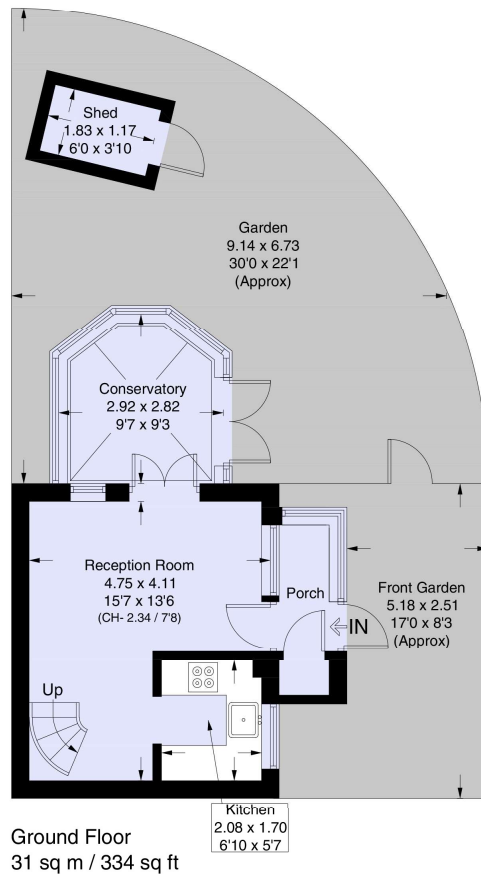 Shed
1.83 x 1.17
6'0 x 3'10
Garden
9.14 x 6.73
30'0 x 22'1
(Approx)
Conservatory
2.92 x 2.82
9'7 x 9'3
Reception Room
4.75 x 4.11
15'7 x 13'6
(CH- 2.34 / 7'8)
Porch
IN
Front Garden
5.18 x 2.51
17'0 x 8'3
(Approx)
Up
Kitchen
2.08 x 1.70
6'10 x 5'7
Ground Floor
31 sq m / 334 sq ft